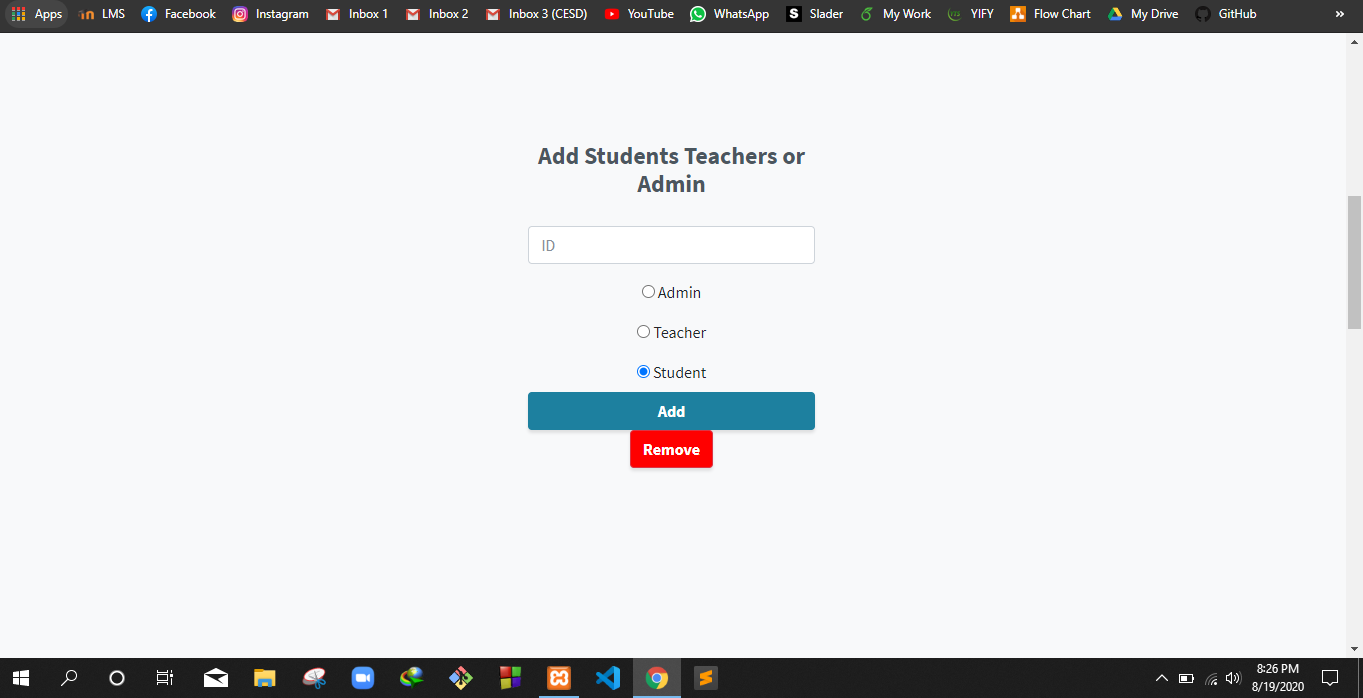 Apps LMS Facebook Instagram Inbox 1 Inbox 2 Inbox 3 (CESD) YouTube WhatsApp S Slader My Work YIFY Flow Chart My Drive GitHub »
Add Students Teachers or
Admin
ID
Admin
Teacher
Student
Add
Remove
8:26 PM
8/19/2020